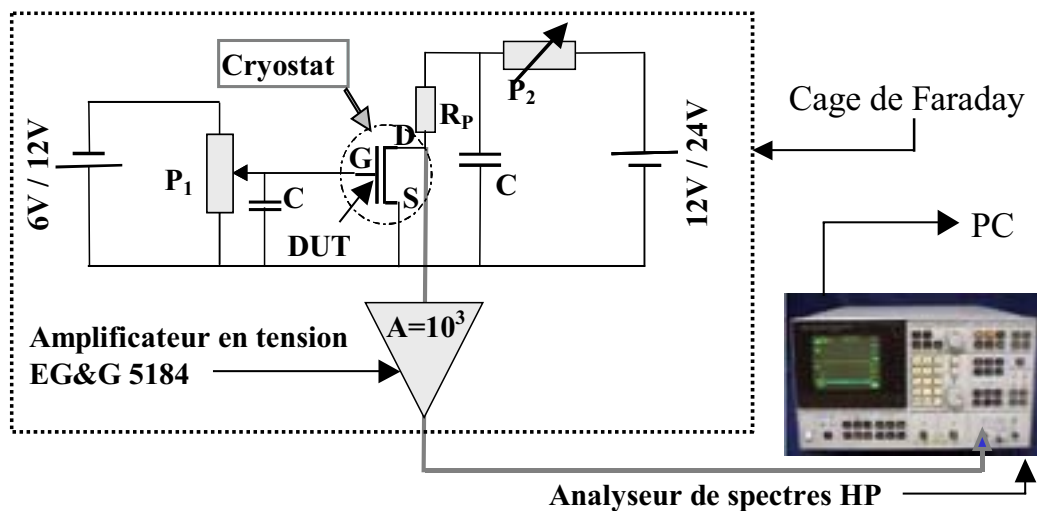 Cryostat
P₂
R_P
6V / 12V
P₁
C
G
D
S
DUT
C
12V / 24V
Cage de Faraday
PC
A=10³
Amplificateur en tension
EG&G 5184
Analyseur de spectres HP